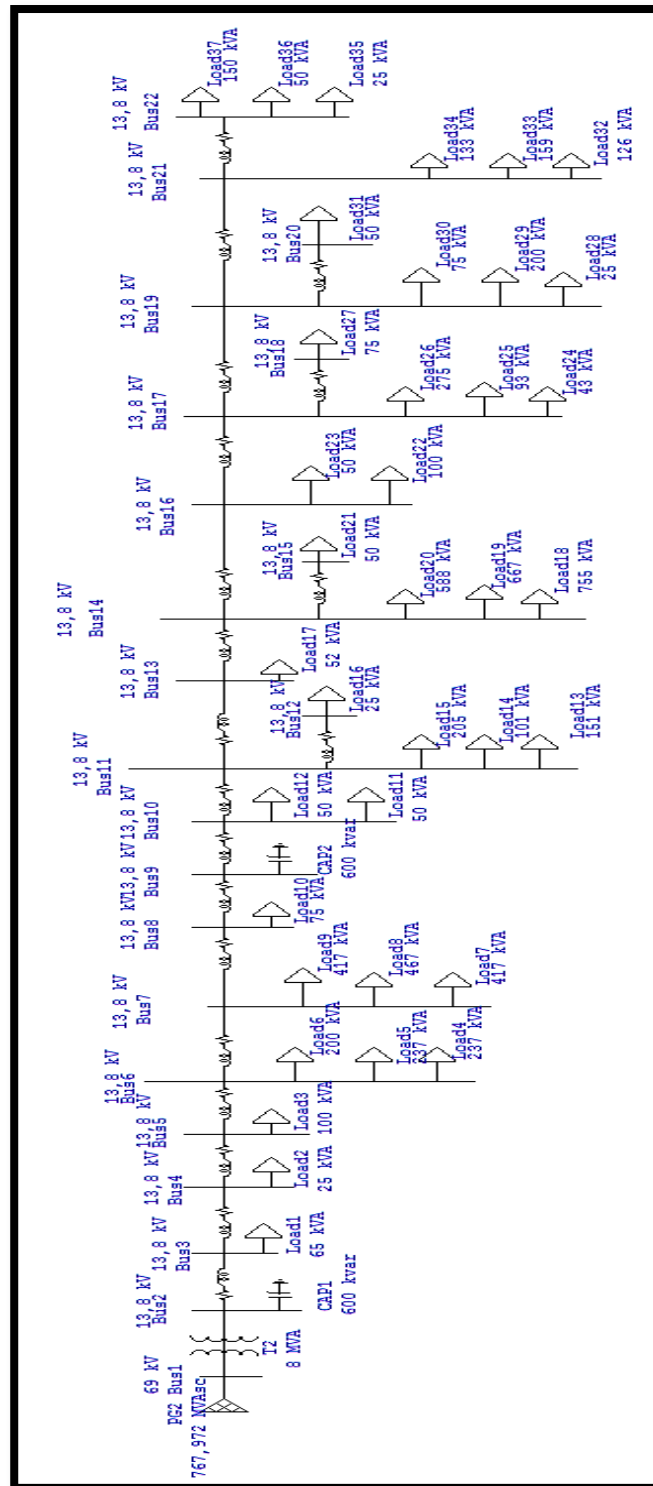 767,972 MVAsc
PG2 Bus1
69 kV
T2
8 MVA
13,8 kV
Bus2
CAP1
600 kvar
13,8 kV
Bus3
Load1
65 kVA
13,8 kV
Bus4
Load2
25 kVA
13,8 kV
Bus5
Load3
100 kVA
13,8 kV
Bus6
Load6
200 kVA
Load5
237 kVA
Load4
237 kVA
13,8 kV
Bus7
Load9
417 kVA
Load8
467 kVA
Load7
417 kVA
13,8 kV
Bus8
Load10
75 kVA
13,8 kV
Bus9
CAP2
600 kvar
13,8 kV
Bus10
Load12
50 kVA
Load11
50 kVA
13,8 kV
Bus11
13,8 kV
Bus12
Load16
25 kVA
Load15
205 kVA
Load14
101 kVA
Load13
151 kVA
13,8 kV
Bus13
Load17
52 kVA
13,8 kV
Bus14
13,8 kV
Bus15
Load21
50 kVA
Load20
588 kVA
Load19
667 kVA
Load18
755 kVA
13,8 kV
Bus16
Load23
50 kVA
Load22
100 kVA
13,8 kV
Bus17
13,8 kV
Bus18
Load27
75 kVA
Load26
275 kVA
Load25
93 kVA
Load24
43 kVA
13,8 kV
Bus19
13,8 kV
Bus20
Load31
50 kVA
Load30
75 kVA
Load29
200 kVA
Load28
25 kVA
13,8 kV
Bus21
Load34
133 kVA
Load33
159 kVA
Load32
126 kVA
13,8 kV
Bus22
Load37
150 kVA
Load36
50 kVA
Load35
25 kVA